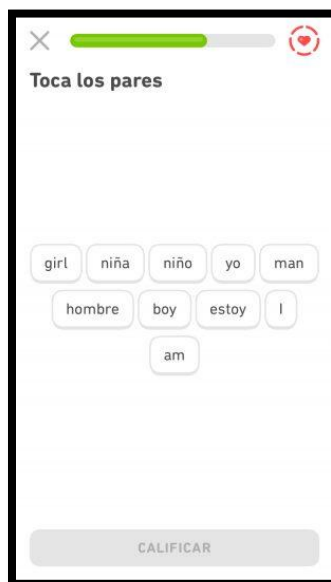 Toca los pares
girl niña niño yo man
hombre boy estoy I
am
CALIFICAR